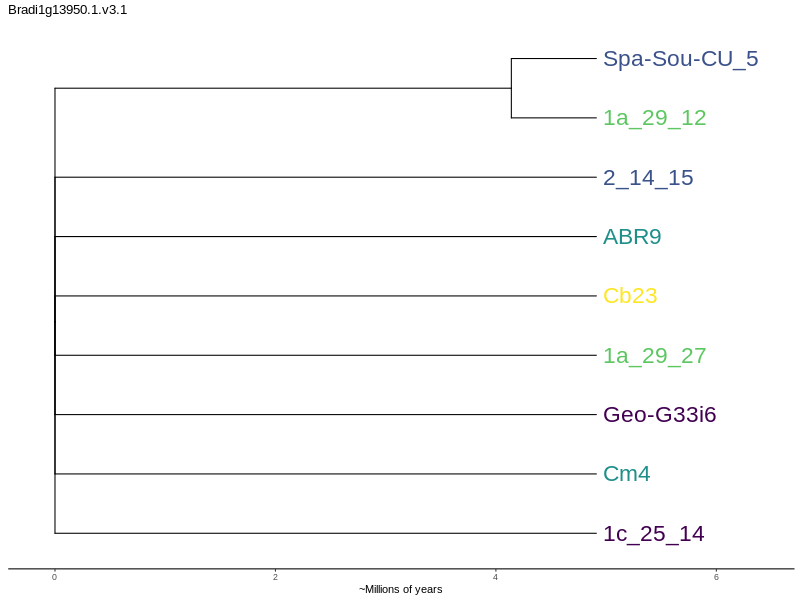 Bradi1g13950.1.v3.1
Spa-Sou-CU_5
1a_29_12
2_14_15
ABR9
Cb23
1a_29_27
Geo-G33i6
Cm4
1c_25_14
0 2 4 6
~Millions of years